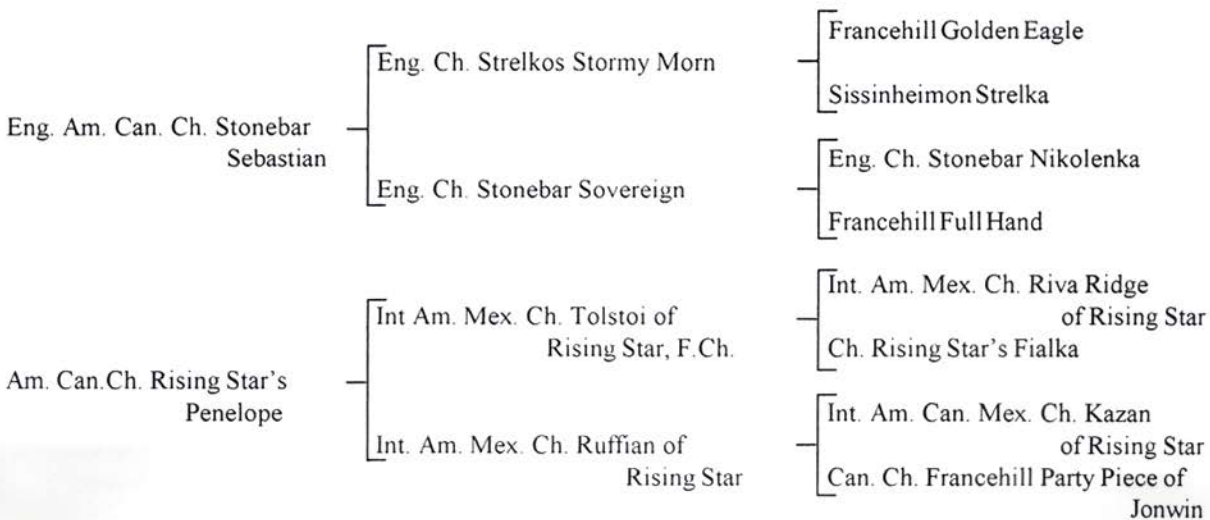 Francehill Golden Eagle
Eng. Ch. Strelkos Stormy Morn
Sissinheimon Strelka
Eng. Am. Can. Ch. Stonebar
Sebastian
Eng. Ch. Stonebar Nikolenka
Eng. Ch. Stonebar Sovereign
Francehill Full Hand
Int. Am. Mex. Ch. Riva Ridge
of Rising Star
Int Am. Mex. Ch. Tolstoi of
Rising Star, F.Ch.
Ch. Rising Star's Fialka
Am. Can.Ch. Rising Star's
Penelope
Int. Am. Can. Mex. Ch. Kazan
of Rising Star
Int. Am. Mex. Ch. Ruffian of
Rising Star
Can. Ch. Francehill Party Piece of
Jonwin